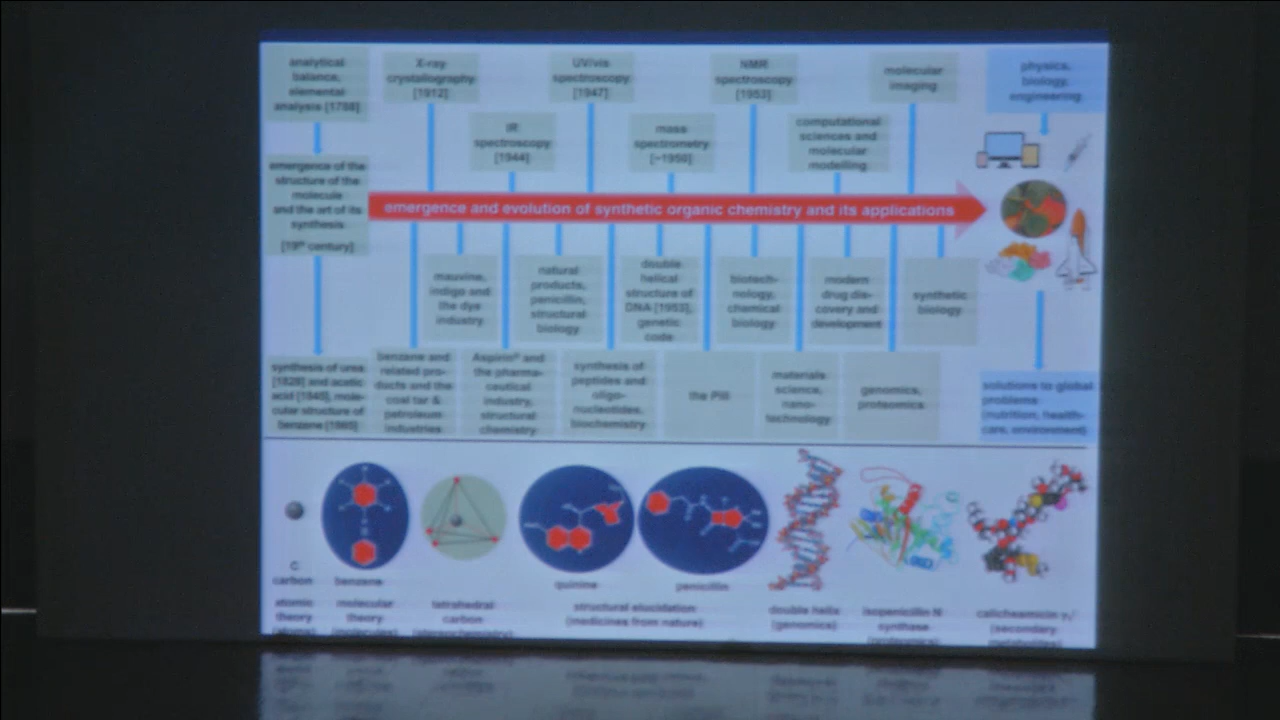 analytical
balance,
elemental
analysis [1788]
X-ray
crystallography
[1912]
UV/vis
spectroscopy
[1947]
NMR
spectroscopy
[1953]
molecular
imaging
physics,
biology,
engineering
IR
spectroscopy
[1944]
mass
spectrometry
[~1950]
computational
sciences and
molecular
modelling
emergence of the
structure of the
molecule
and the art of its
synthesis
[19th century]
emergence and evolution of synthetic organic chemistry and its applications
mauvine,
indigo and
the dye
industry
natural
products,
penicillin,
structural
biology
double
helical
structure of
DNA [1953],
genetic
code
biotech-
nology,
chemical
biology
modern
drug dis-
covery and
development
synthetic
biology
synthesis of urea
[1828] and acetic
acid [1845], mole-
cular structure of
benzene [1865]
benzene and
related pro-
ducts and the
coal tar &
petroleum
industries
Aspirin® and
the pharma-
ceutical
industry,
structural
chemistry
synthesis of
peptides and
oligo-
nucleotides,
biochemistry
the Pill
materials
science,
nano-
technology
genomics,
proteomics
solutions to global
problems
(nutrition, health-
care, environment)
C
carbon
benzene
quinine
penicillin
atomic
theory
molecular
theory
(molecules)
tetrahedral
carbon
(stereochemistry)
structural elucidation
(medicines from nature)
double helix
(genomics)
isopenicillin N
synthase
calicheamicin
(secondary